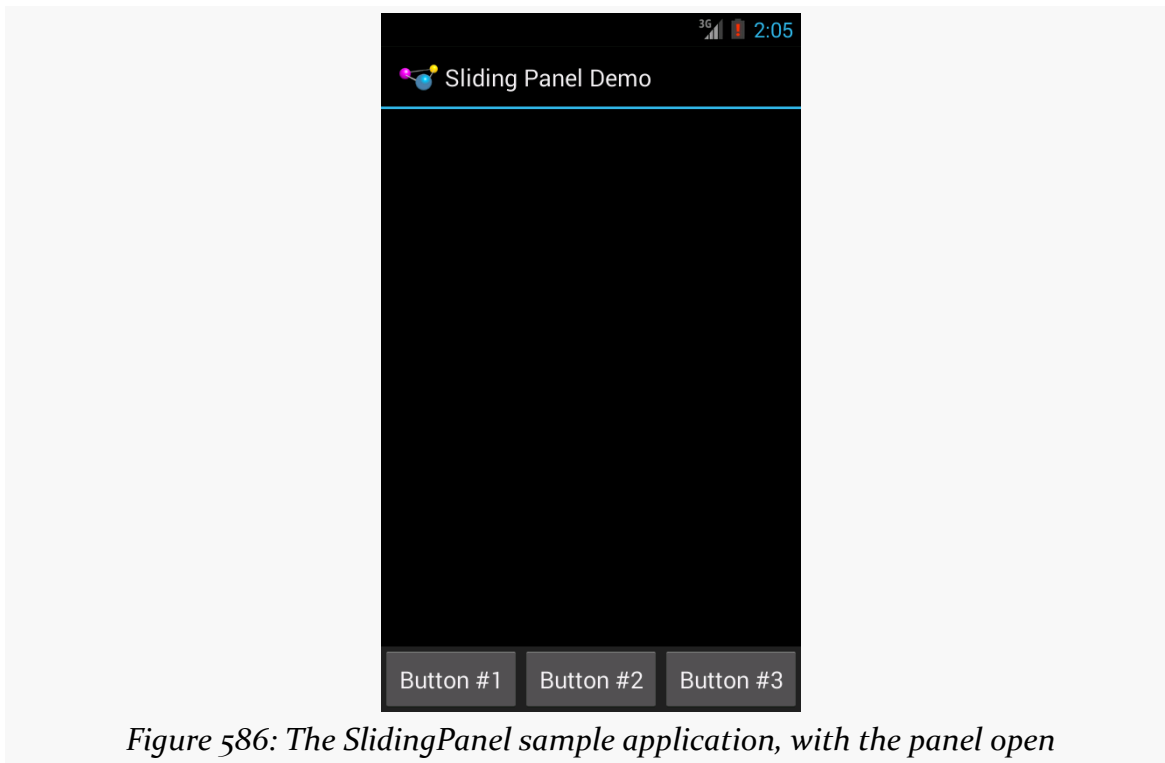 3G 2:05
Sliding Panel Demo
Button #1 Button #2 Button #3
Figure 586: The SlidingPanel sample application, with the panel open